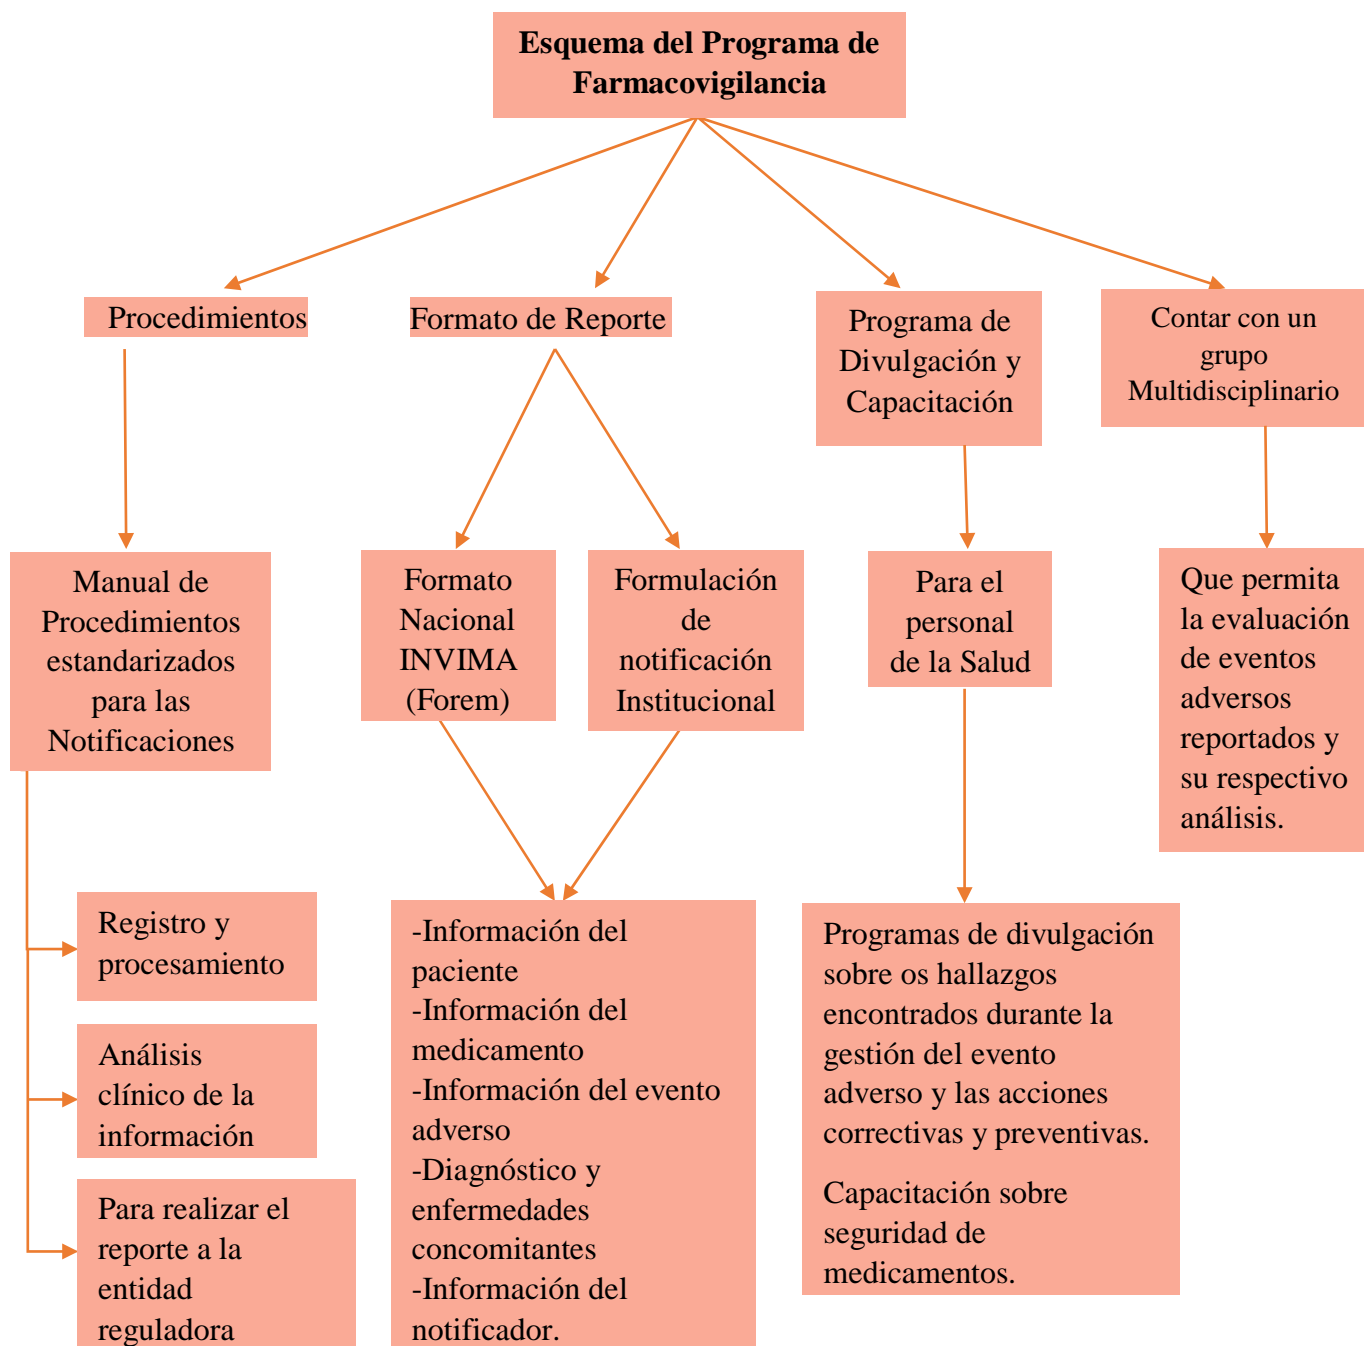 Esquema del Programa de
Farmacovigilancia
Procedimientos
Formato de Reporte
Programa de
Divulgación y
Capacitación
Contar con un
grupo
Multidisciplinario
Manual de
Procedimientos
estandarizados
para las
Notificaciones
Formato
Nacional
INVIMA
(Forem)
Formulación
de
notificación
Institucional
Para el
personal
de la Salud
Que permita
la evaluación
de eventos
adversos
reportados y
su respectivo
análisis.
Registro y
procesamiento
Análisis
clínico de la
información
Para realizar el
reporte a la
entidad
reguladora
-Información del
paciente
-Información del
medicamento
-Información del evento
adverso
-Diagnóstico y
enfermedades
concomitantes
-Información del
notificador.
Programas de divulgación
sobre os hallazgos
encontrados durante la
gestión del evento
adverso y las acciones
correctivas y preventivas.
Capacitación sobre
seguridad de
medicamentos.